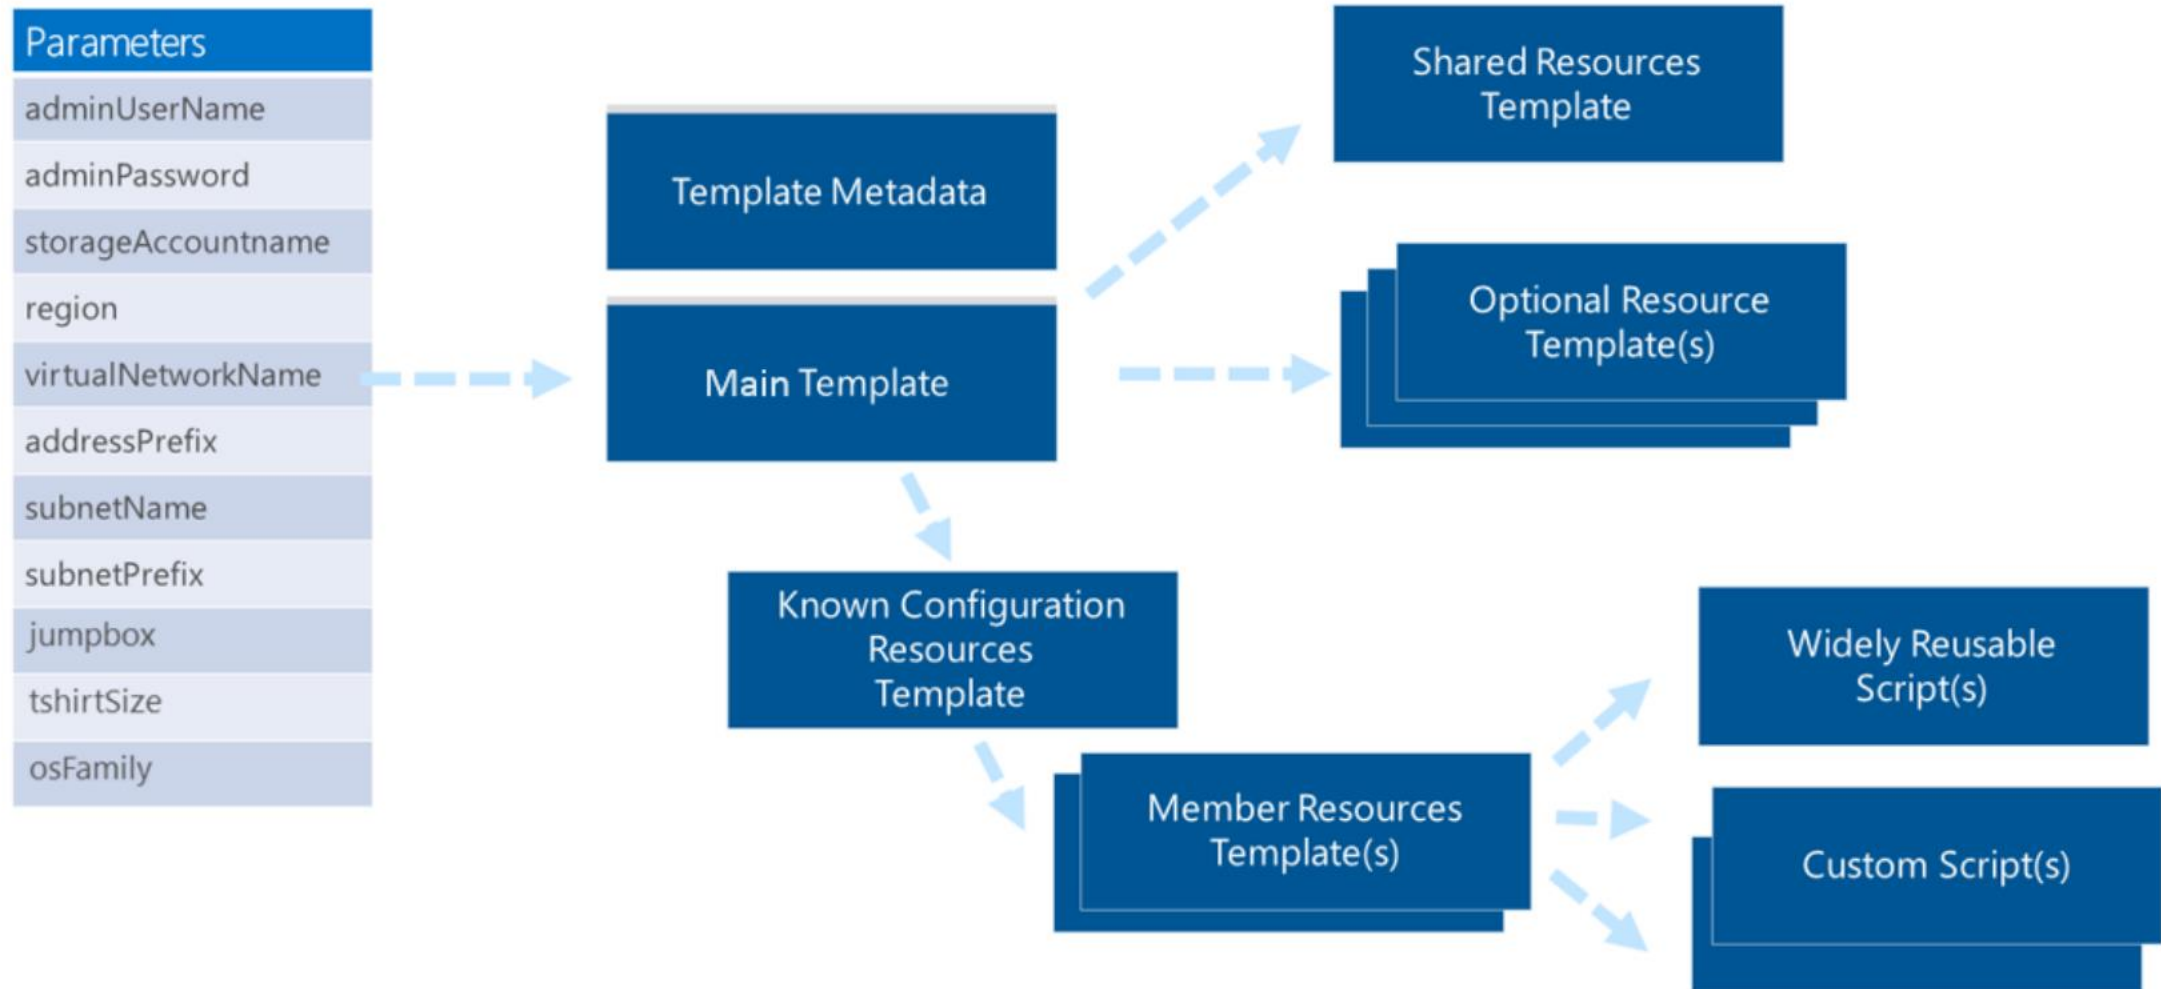 Parameters
adminUserName
adminPassword
storageAccountname
region
virtualNetworkName
addressPrefix
subnetName
subnetPrefix
jumpbox
tshirtSize
osFamily
Template Metadata
Main Template
Shared Resources
Template
Optional Resource
Template(s)
Known Configuration
Resources
Template
Member Resources
Template(s)
Widely Reusable
Script(s)
Custom Script(s)